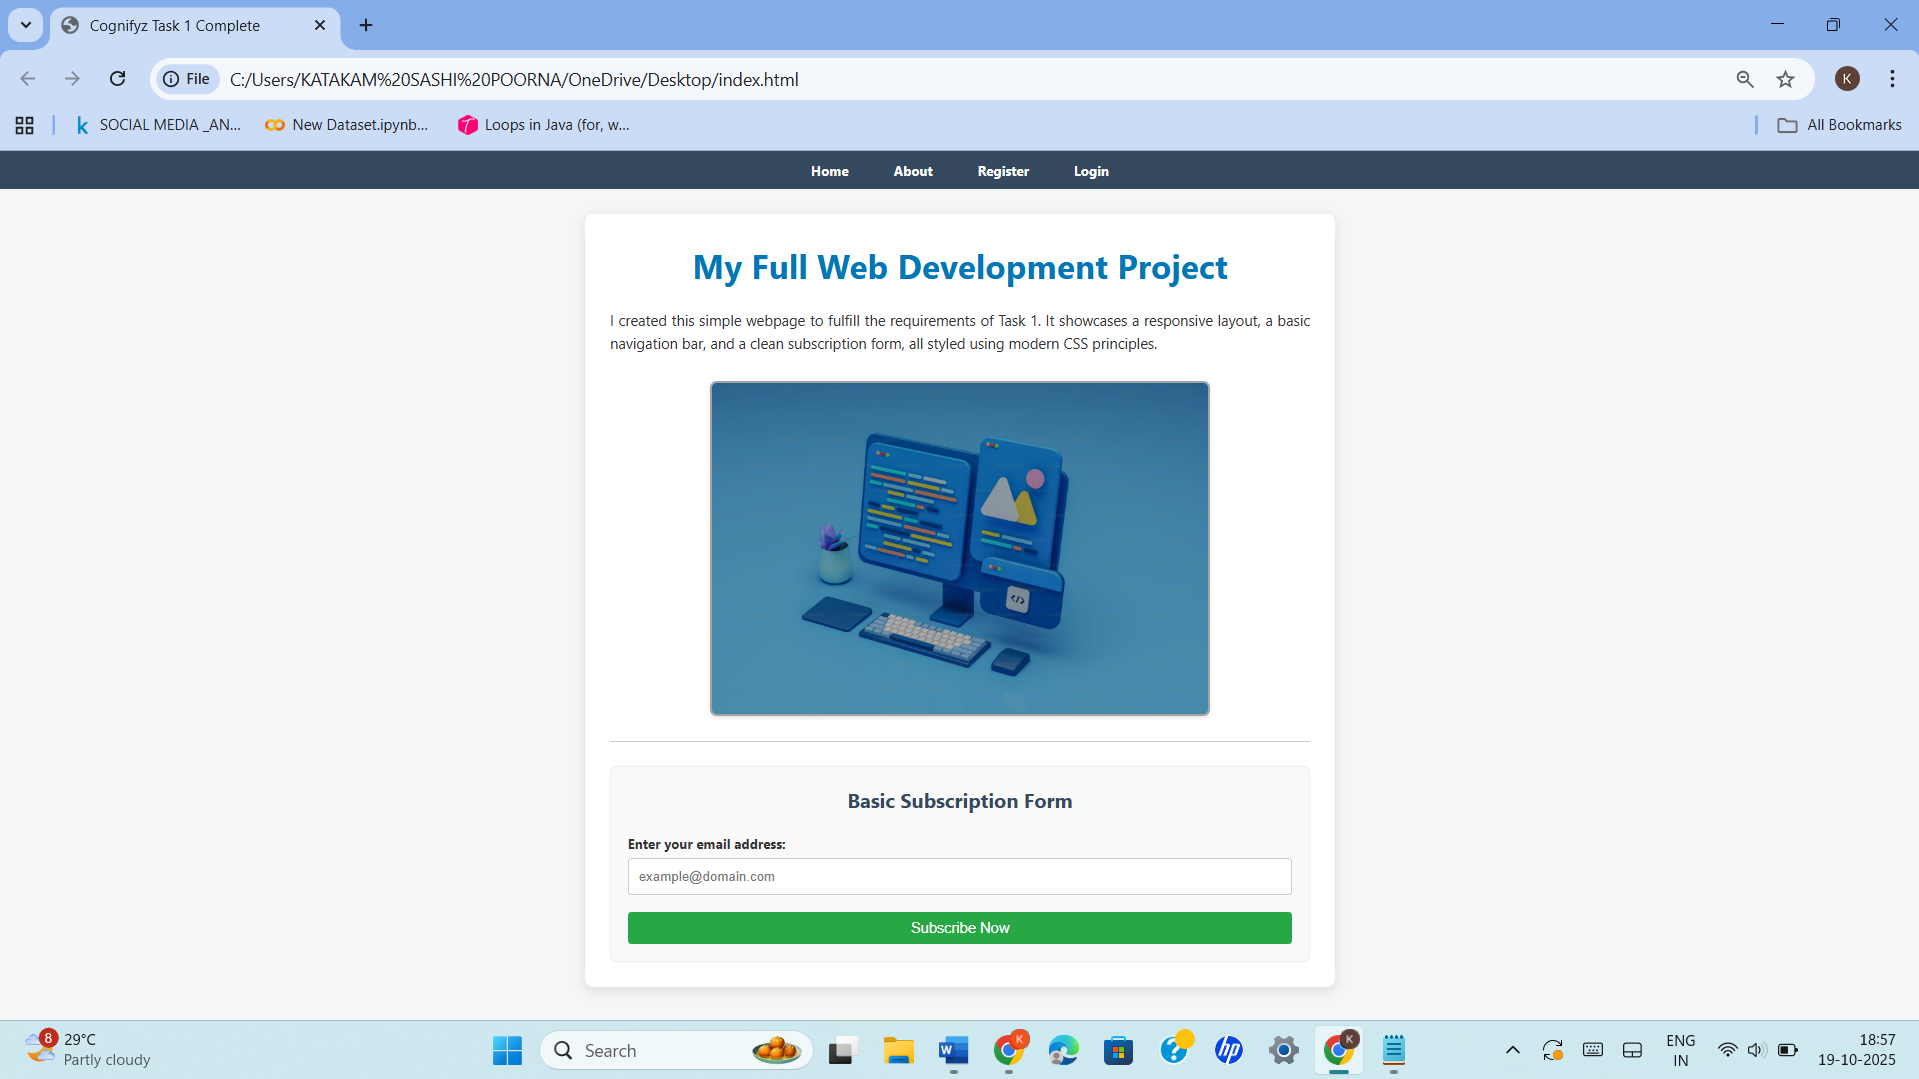 Cognifyz Task 1 Complete
File
C:/Users/KATAKAM%20SASHI%20POORNA/OneDrive/Desktop/index.html
K
SOCIAL MEDIA _AN...
New Dataset.ipynb...
Loops in Java (for, w...
All Bookmarks
Home
About
Register
Login
My Full Web Development Project
I created this simple webpage to fulfill the requirements of Task 1. It showcases a responsive layout, a basic
navigation bar, and a clean subscription form, all styled using modern CSS principles.
</>
Basic Subscription Form
Enter your email address:
example@domain.com
Subscribe Now
8
29°C
Partly cloudy
Search
W
K
?
hp
K
ENG
IN
18:57
19-10-2025